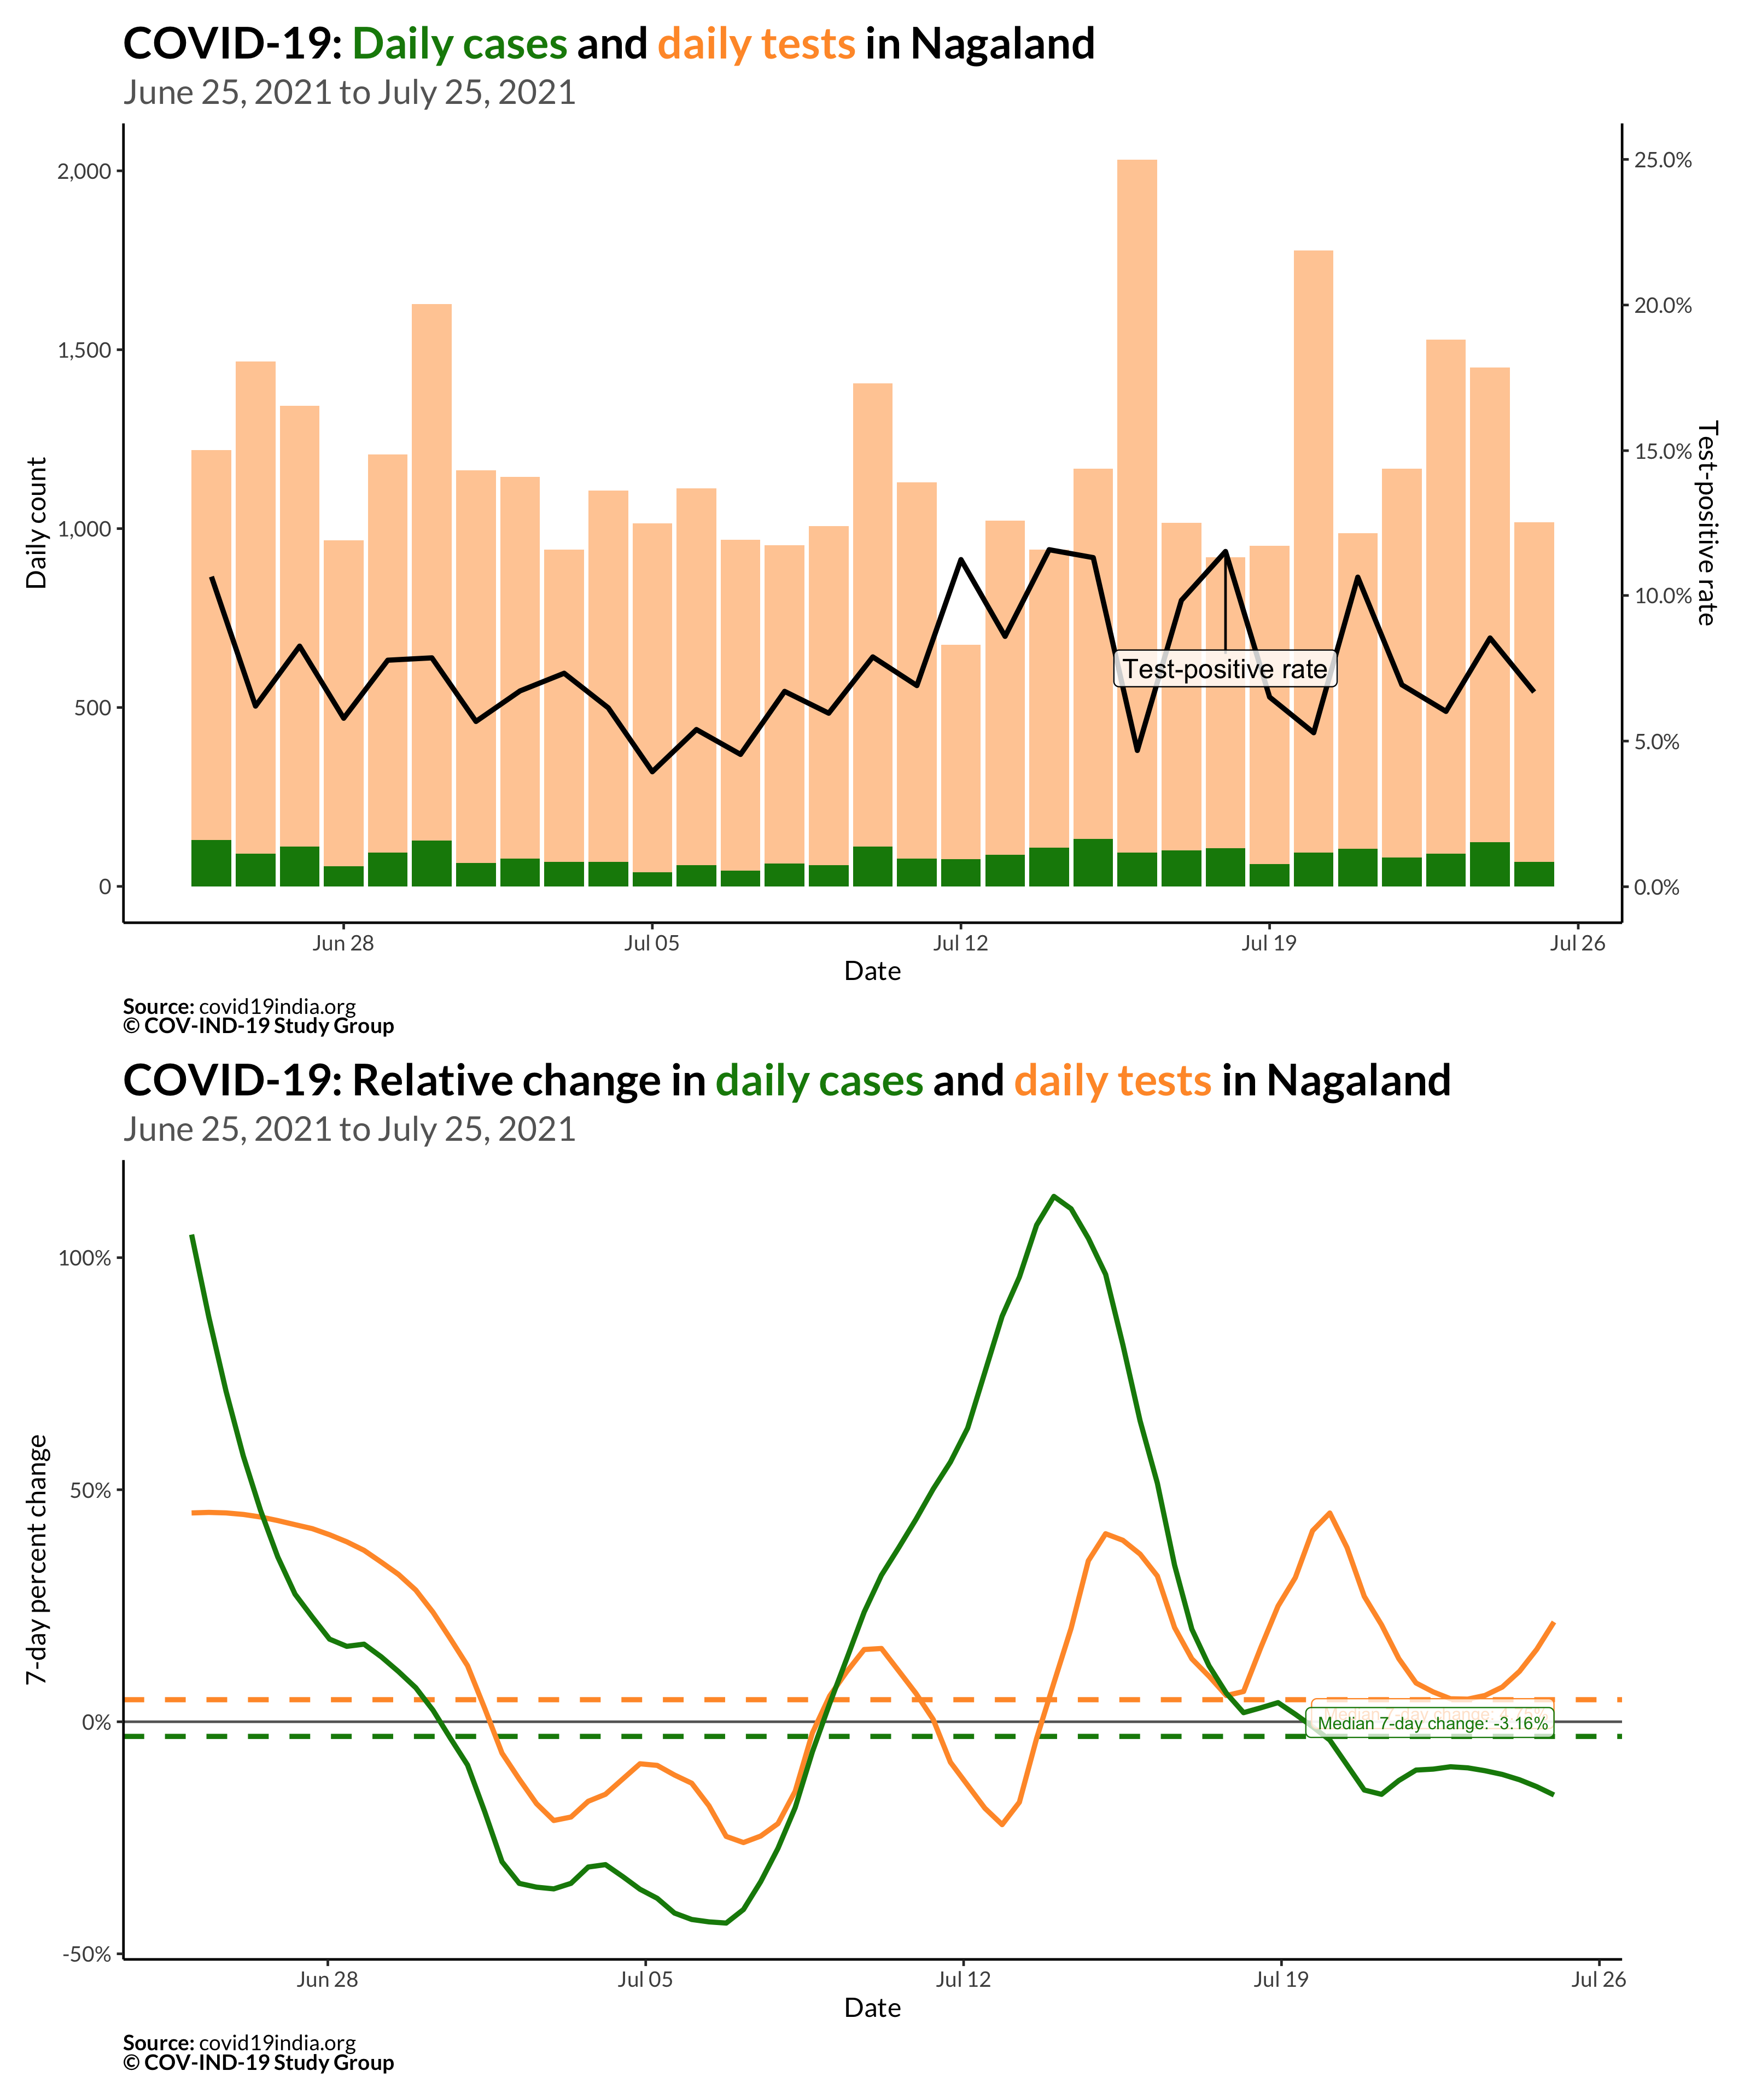 COVID-19: Daily cases and daily tests in Nagaland
June 25, 2021 to July 25, 2021
2,000
1,500
1,000
500
0
Daily count
25.0%
20.0%
15.0%
10.0%
5.0%
0.0%
Test-positive rate
Test-positive rate
Jun 28
Jul 05
Jul 12
Jul 19
Jul 26
Date
Source: covid19india.org
© COV-IND-19 Study Group
COVID-19: Relative change in daily cases and daily tests in Nagaland
June 25, 2021 to July 25, 2021
100%
50%
0%
-50%
7-day percent change
Median 7-day change:
Median 7-day change: -3.16%
Jun 28
Jul 05
Jul 12
Jul 19
Jul 26
Date
Source: covid19india.org
© COV-IND-19 Study Group